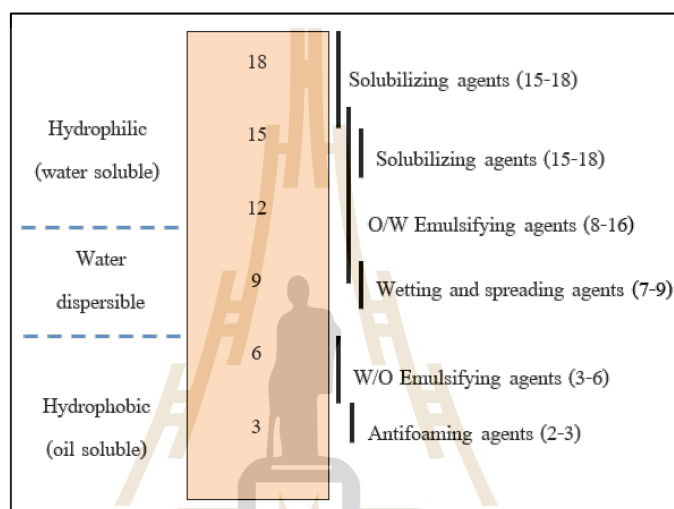 18
Solubilizing agents (15-18)
Hydrophilic
(water soluble)
15
Solubilizing agents (15-18)
12
O/W Emulsifying agents (8-16)
Water
dispersible
9
Wetting and spreading agents (7-9)
6
W/O Emulsifying agents (3-6)
Hydrophobic
(oil soluble)
3
Antifoaming agents (2-3)